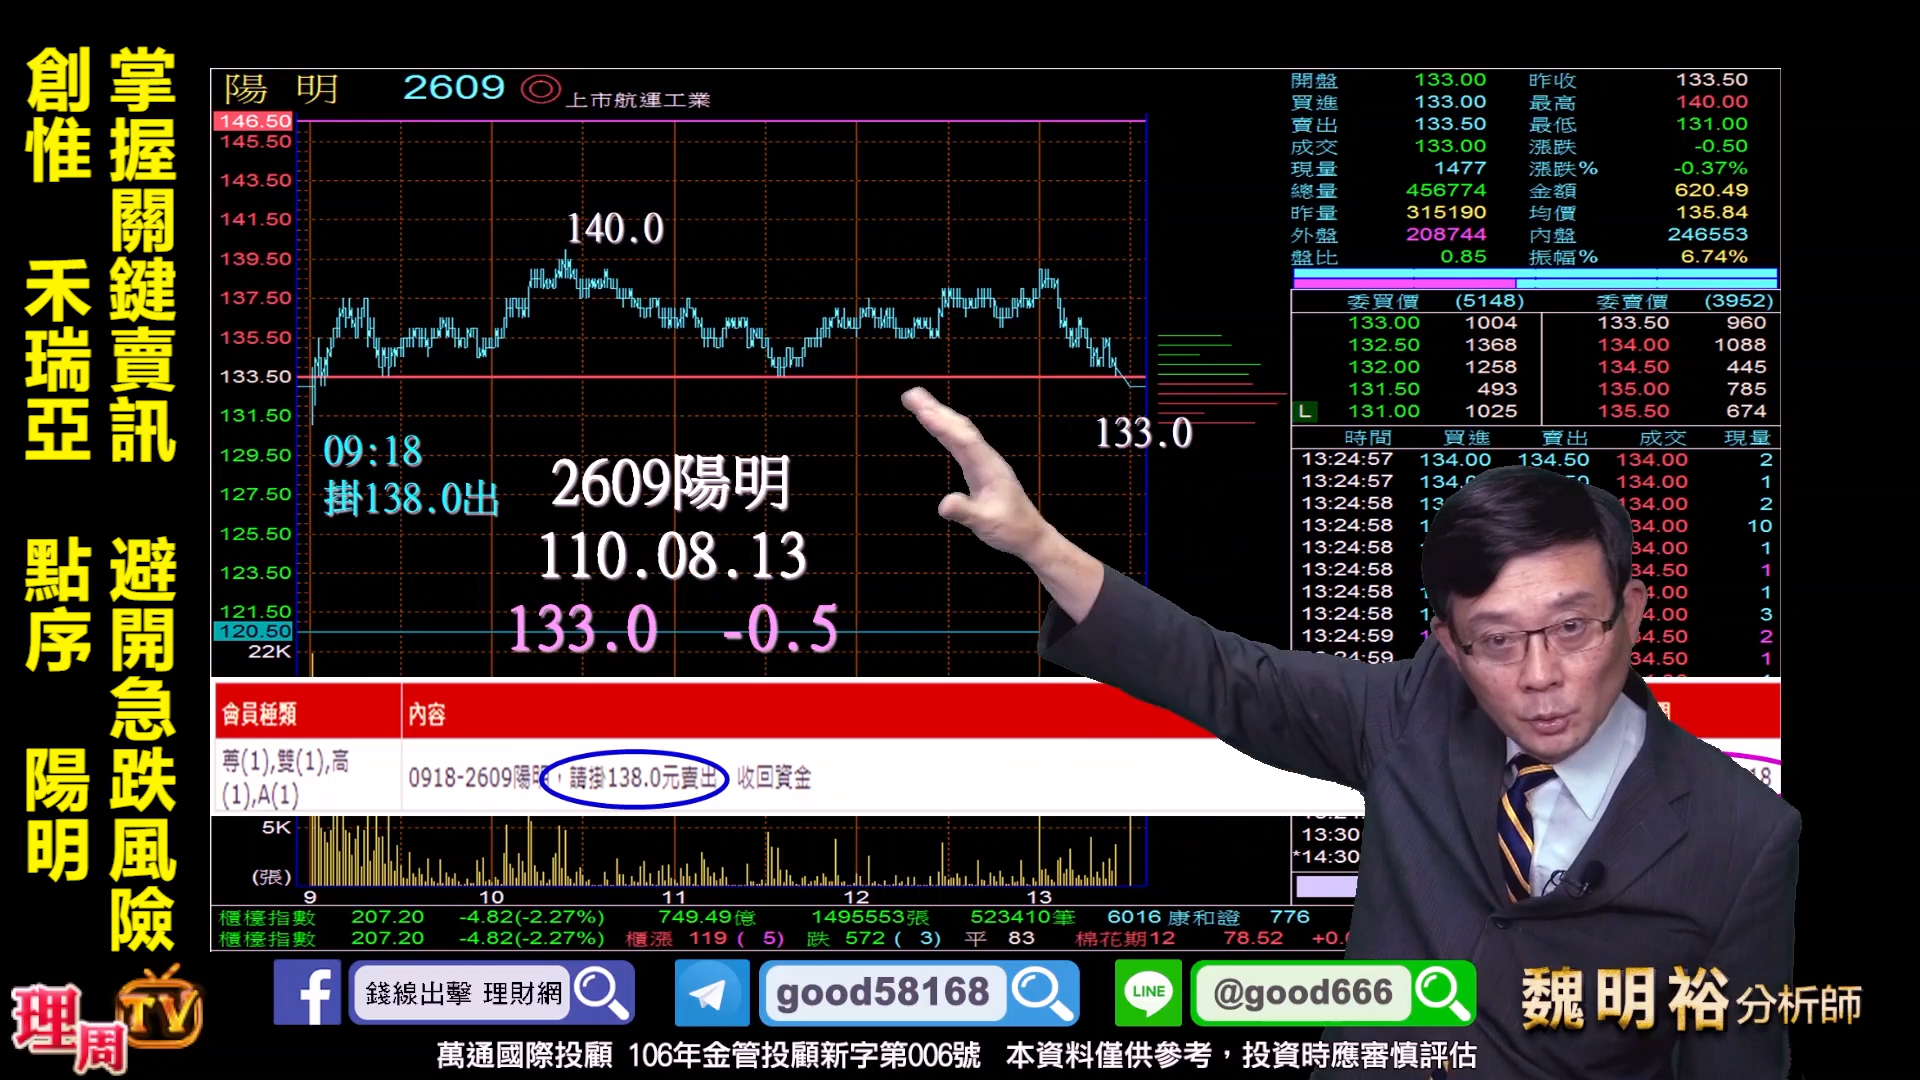 掌握關鍵賣訊 避開急跌風險
創惟 禾瑞亞 點序 陽明
陽 明 2609 上市航運工業
146.50
145.50
143.50
141.50
139.50
137.50
135.50
133.50
131.50
129.50
127.50
125.50
123.50
121.50
120.50
22K
140.0
133.0
09:18
掛138.0出
2609陽明
110.08.13
133.0 -0.5
開盤 133.00 昨收 133.50
買進 133.00 最高 140.00
賣出 133.50 最低 131.00
成交 133.00 漲跌 -0.50
現量 1477 漲跌% -0.37%
總量 456774 金額 620.49
昨量 315190 均價 135.84
外盤 208744 內盤 246553
盤比 0.85 振幅% 6.74%
委買價 (5148) 委賣價 (3952)
133.00 1004 133.50 960
132.50 1368 134.00 1088
132.00 1258 134.50 445
131.50 493 135.00 785
L 131.00 1025 135.50 674
時間 買進 賣出 成交 現量
13:24:57 134.00 134.50 134.00 2
13:24:57 134.00 134.00 1
13:24:58 2
13:24:58 10
13:24:58 1
13:24:58 1
13:24:58 1
13:24:58 3
13:24:59 2
13:24:59 1
會員種類 內容
尊(1),雙(1),高
(1),A(1)
0918-2609陽明，請掛138.0元賣出，收回資金
5K
(張)
9 10 11 12 13
13:30
*14:30
櫃檯指數 207.20 -4.82(-2.27%) 749.49億 1495553張 523410筆 6016 康和證 776
櫃檯指數 207.20 -4.82(-2.27%) 櫃漲 119 ( 5) 跌 572 ( 3) 平 83 棉花期12 78.52
理周TV
f 錢線出擊 理財網
good58168
LINE @good666
魏明裕 分析師
萬通國際投顧 106年金管投顧新字第006號 本資料僅供參考，投資時應審慎評估